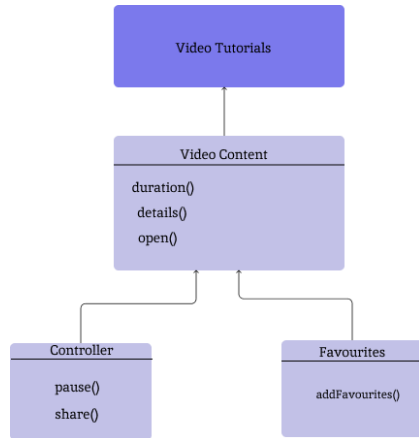 Video Tutorials
Video Content
duration()
details()
open()
Controller
pause()
share()
Favourites
addFavourites()